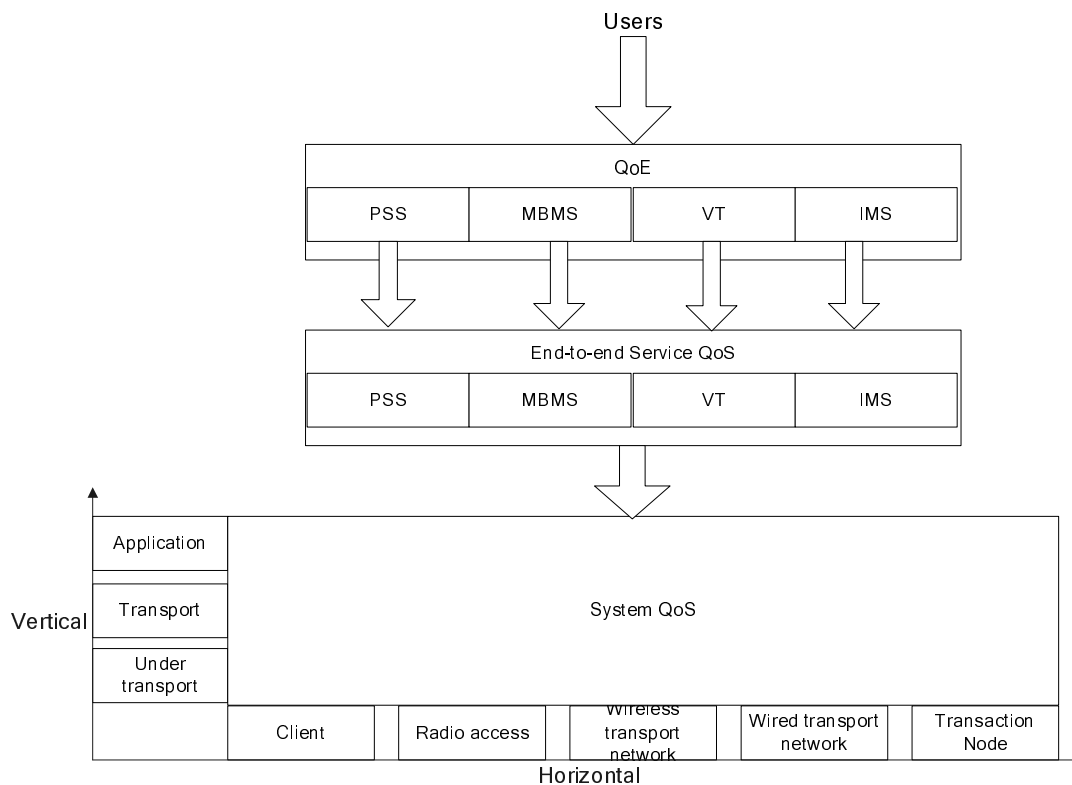 Users
QoE
PSS
MBMS
VT
IMS
End-to-end Service QoS
PSS
MBMS
VT
IMS
Application
System QoS
Transport
Vertical
Under
transport
Client
Radio access
Wireless
transport
network
Wired transport
network
Transaction
Node
Horizontal